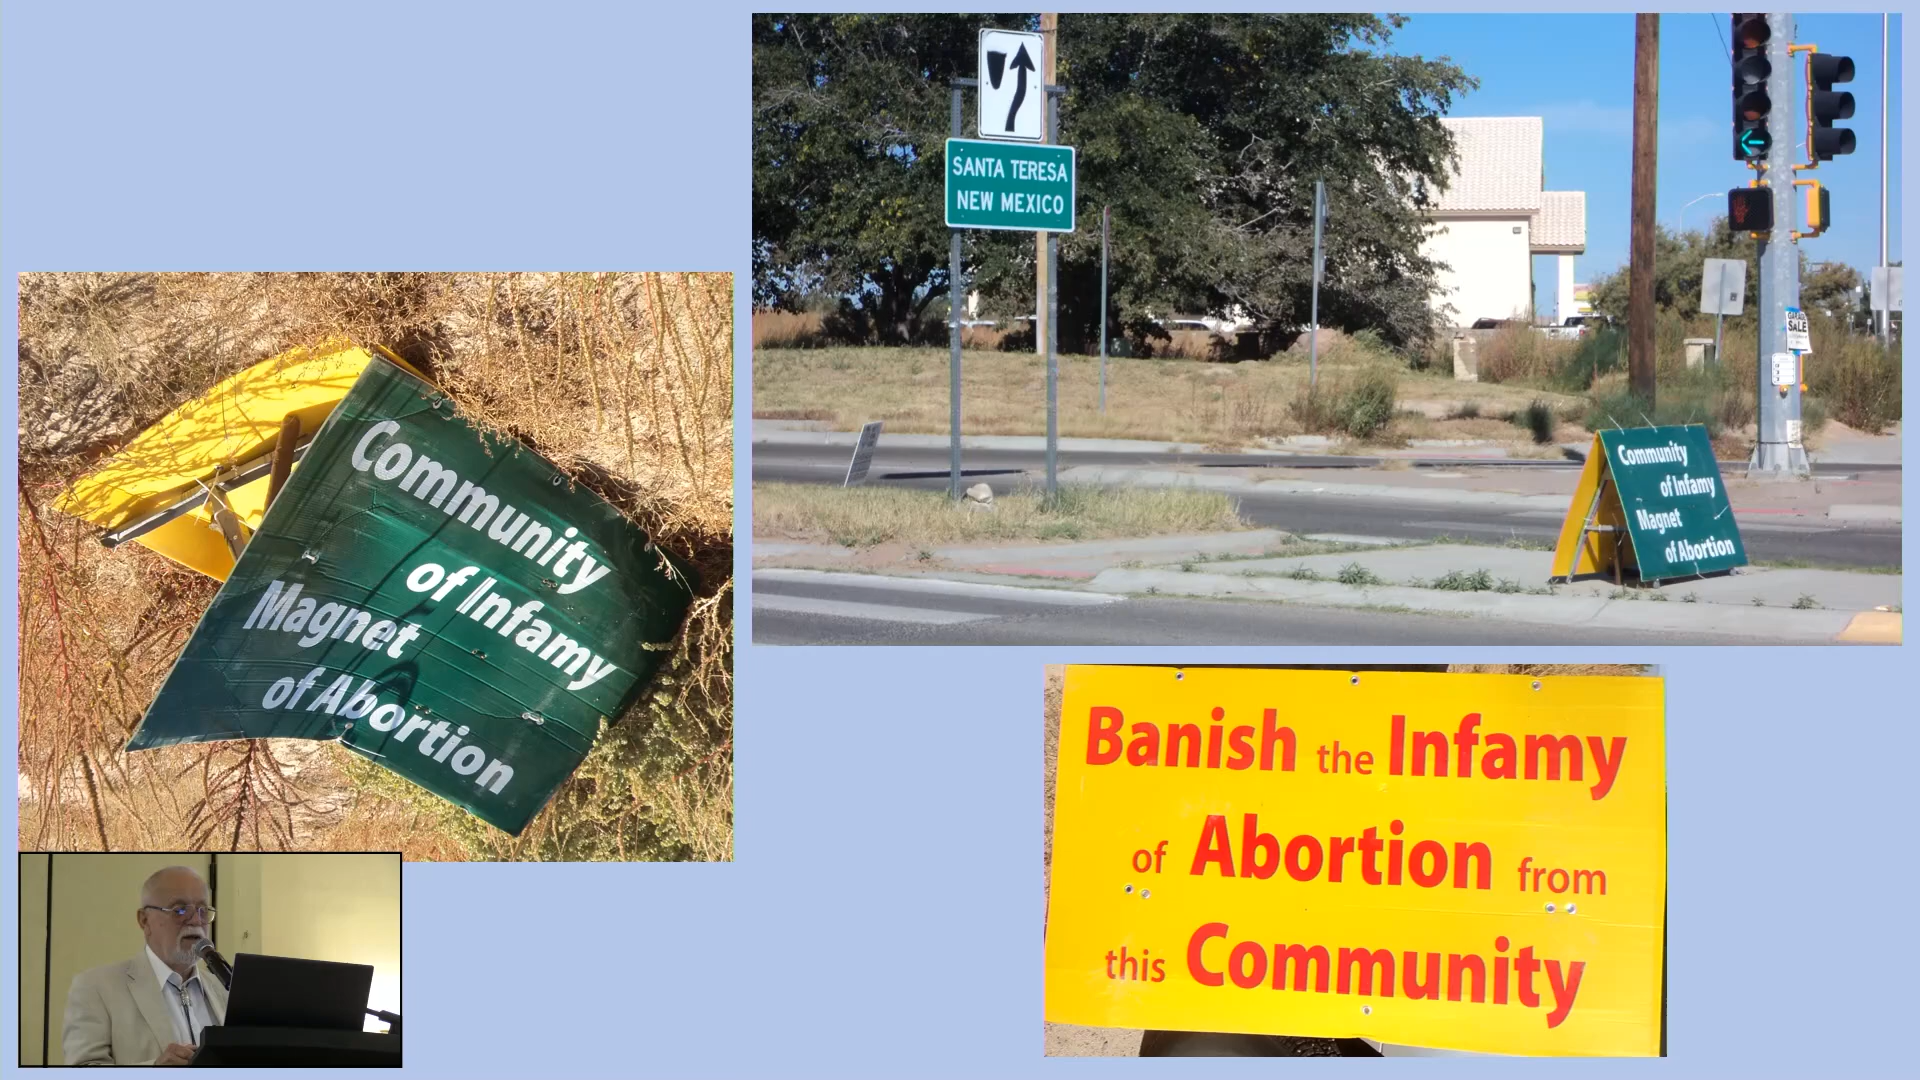 SANTA TERESA
NEW MEXICO
SALE
Community
of Infamy
Magnet
of Abortion
Community
of Infamy
Magnet
of Abortion
Banish the Infamy
of Abortion from
this Community